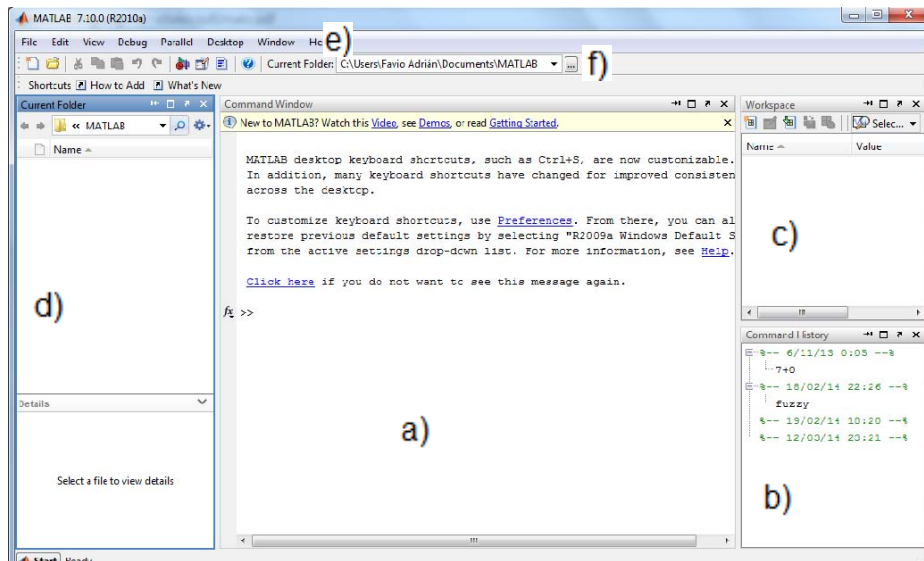 MATLAB 7.10.0 (R2010a)
File Edit View Debug Parallel Desktop Window He
e)
Current Folder: C:\Users\Favio Adrián\Documents\MATLAB ...
f)
Shortcuts How to Add What's New
Current Folder
« MATLAB
Name
d)
Details
Select a file to view details
Command Window
New to MATLAB? Watch this Video, see Demos, or read Getting Started.
MATLAB desktop keyboard shortcuts, such as Ctrl+S, are now customizable.
In addition, many keyboard shortcuts have changed for improved consisten
across the desktop.
To customize keyboard shortcuts, use Preferences. From there, you can al
restore previous default settings by selecting "R2009a Windows Default S
from the active settings drop-down list. For more information, see Help.
Click here if you do not want to see this message again.
fx >>
a)
Workspace
Selec...
Name Value
c)
Command History
%-- 6/11/13 0:05 --%
7+0
%-- 18/02/14 22:26 --%
fuzzy
%-- 19/02/14 18:20 --%
%-- 12/03/14 23:21 --%
b)
Start Ready